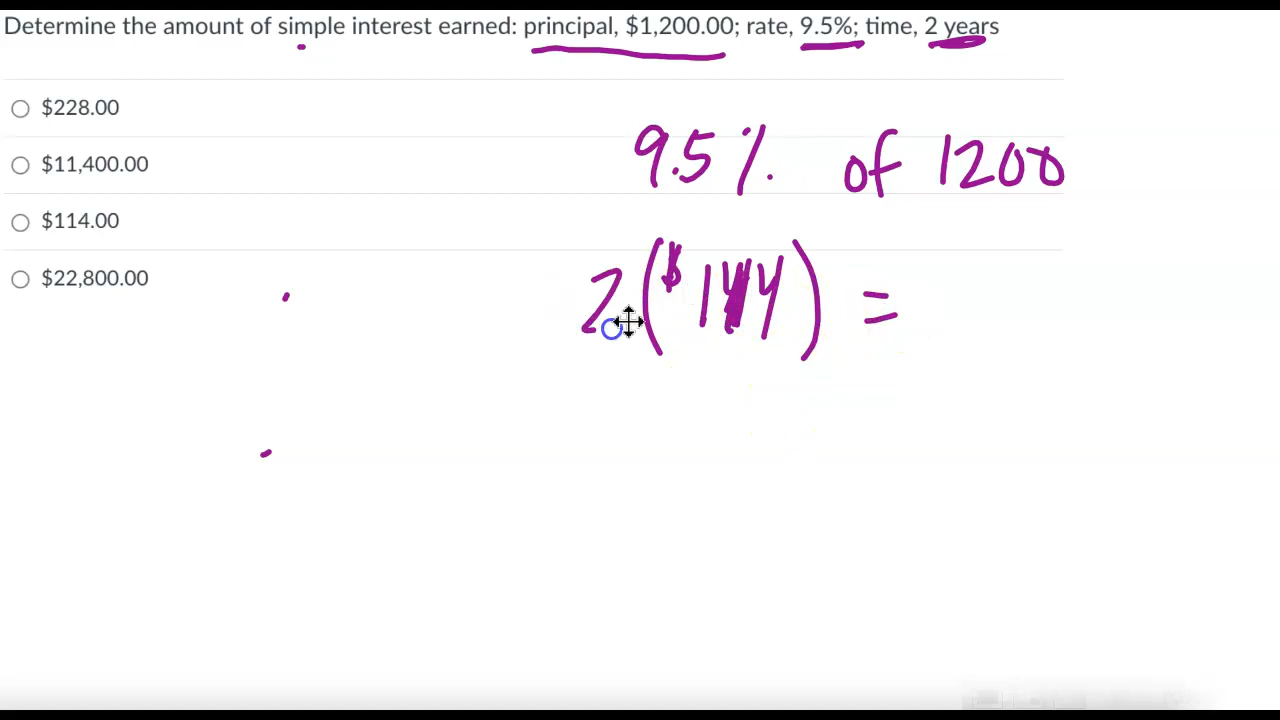 Determine the amount of simple interest earned: principal, $1,200.00; rate, 9.5%; time, 2 years
$228.00
$11,400.00
$114.00
$22,800.00
9.5% of 1200
2($114) =